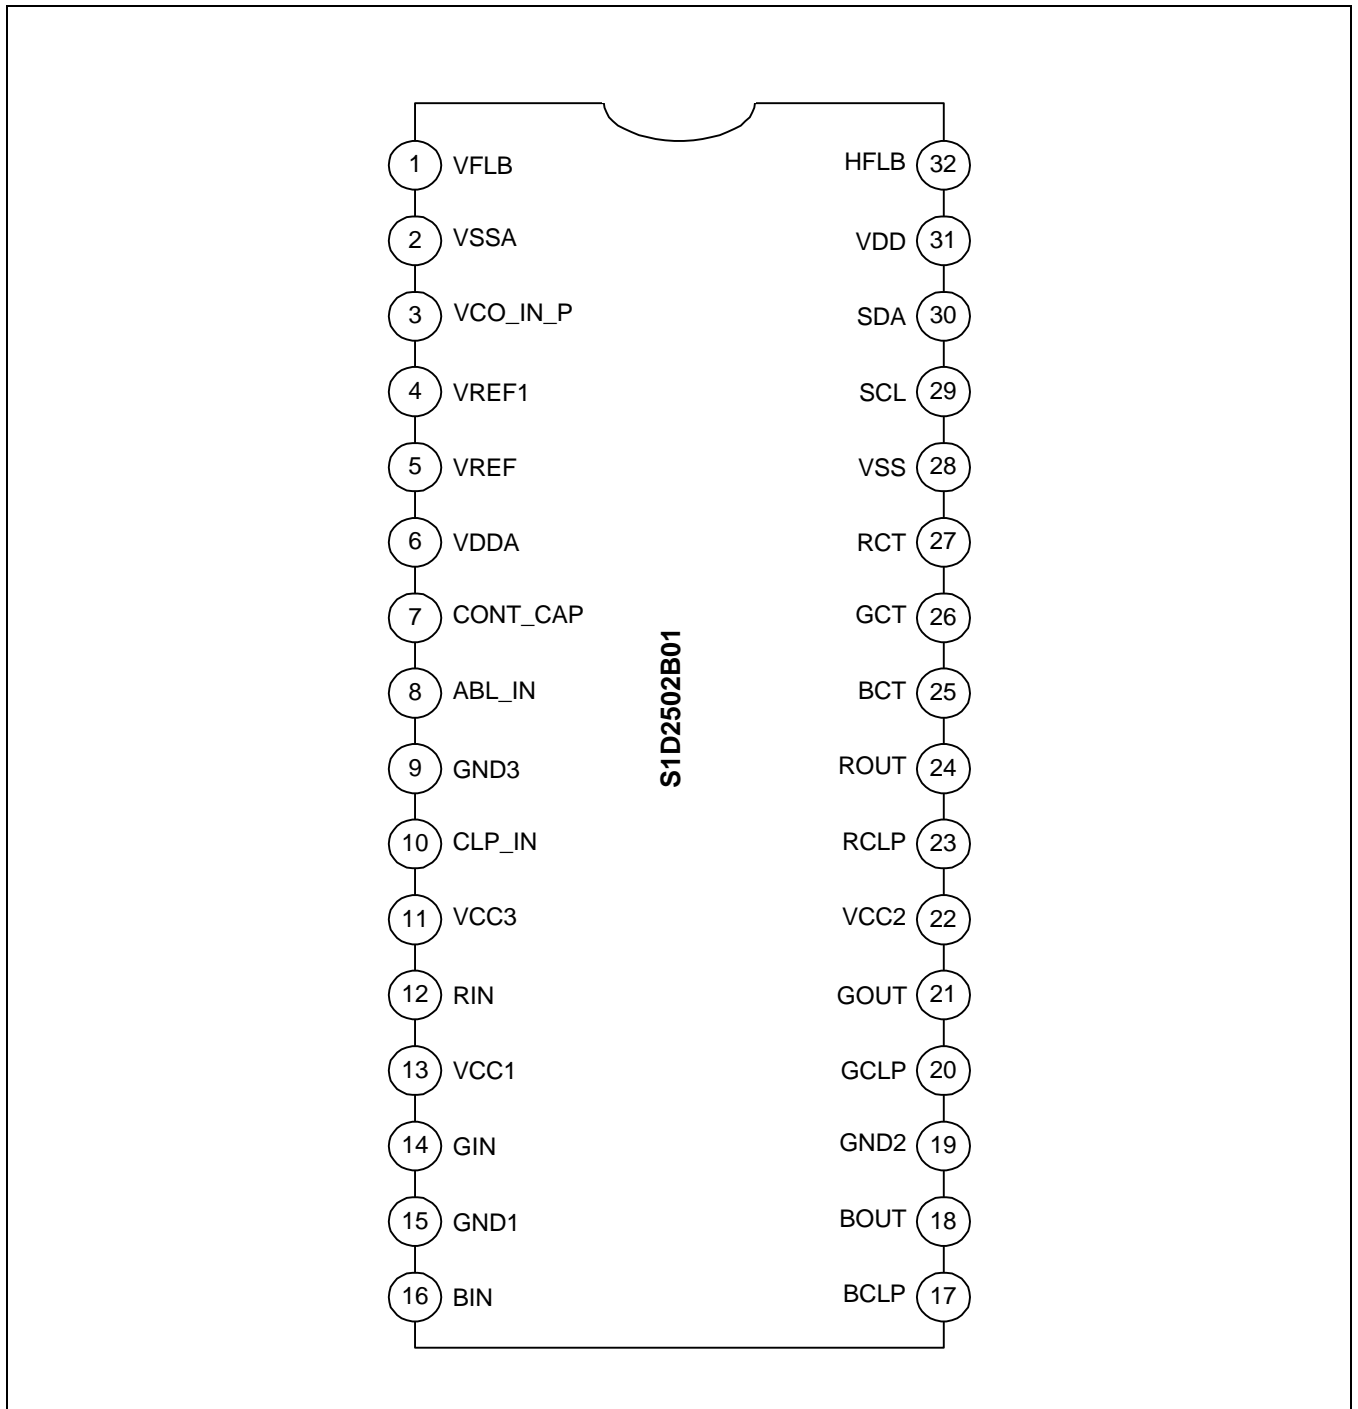 1 VFLB
HFLB 32
2 VSSA
VDD 31
3 VCO_IN_P
SDA 30
4 VREF1
SCL 29
5 VREF
VSS 28
6 VDDA
RCT 27
7 CONT_CAP
GCT 26
8 ABL_IN
BCT 25
S1D2502B01
9 GND3
ROUT 24
10 CLP_IN
RCLP 23
11 VCC3
VCC2 22
12 RIN
GOUT 21
13 VCC1
GCLP 20
14 GIN
GND2 19
15 GND1
BOUT 18
16 BIN
BCLP 17